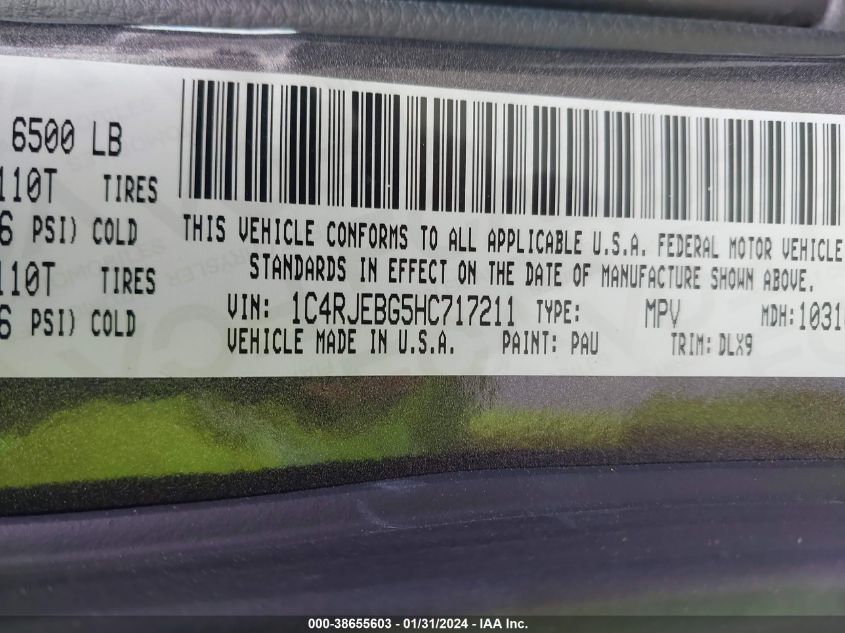 6500 LB
110T TIRES
6 PSI) COLD
110T TIRES
6 PSI) COLD
THIS VEHICLE CONFORMS TO ALL APPLICABLE U.S.A. FEDERAL MOTOR VEHICLE
STANDARDS IN EFFECT ON THE DATE OF MANUFACTURE SHOWN ABOVE.
VIN: 1C4RJEBG5HC717211 TYPE: MPV MDH: 1031
VEHICLE MADE IN U.S.A. PAINT: PAU TRIM: DLX9
000-38655603 - 01/31/2024 - IAA Inc.